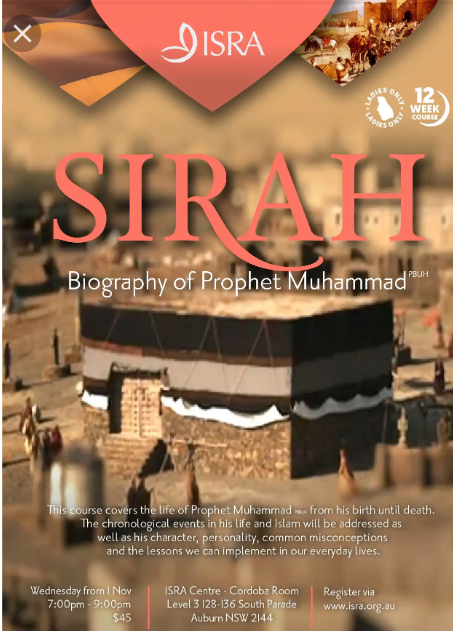 ISRA
LADIES ONLY
LADIES ONLY
12
WEEK
COURSE
SIRAH
Biography of Prophet Muhammad PBUH
This course covers the life of Prophet Muhammad PBUH from his birth until death.
The chronological events in his life and Islam will be addressed as
well as his character, personality, common misconceptions
and the lessons we can implement in our everyday lives.
Wednesday from 1 Nov
7:00pm - 9:00pm
$45
ISRA Centre - Cordoba Room
Level 3 128-136 South Parade
Auburn NSW 2144
Register via
www.isra.org.au